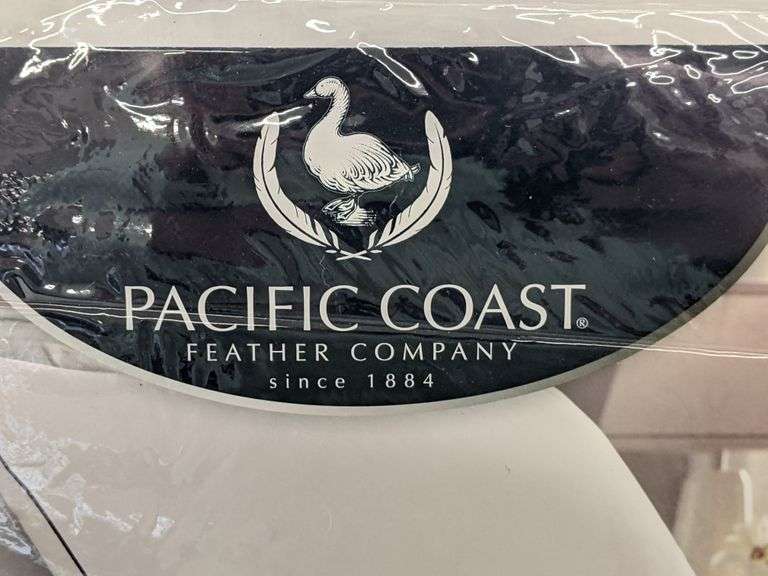 PACIFIC COAST®
FEATHER COMPANY
since 1884